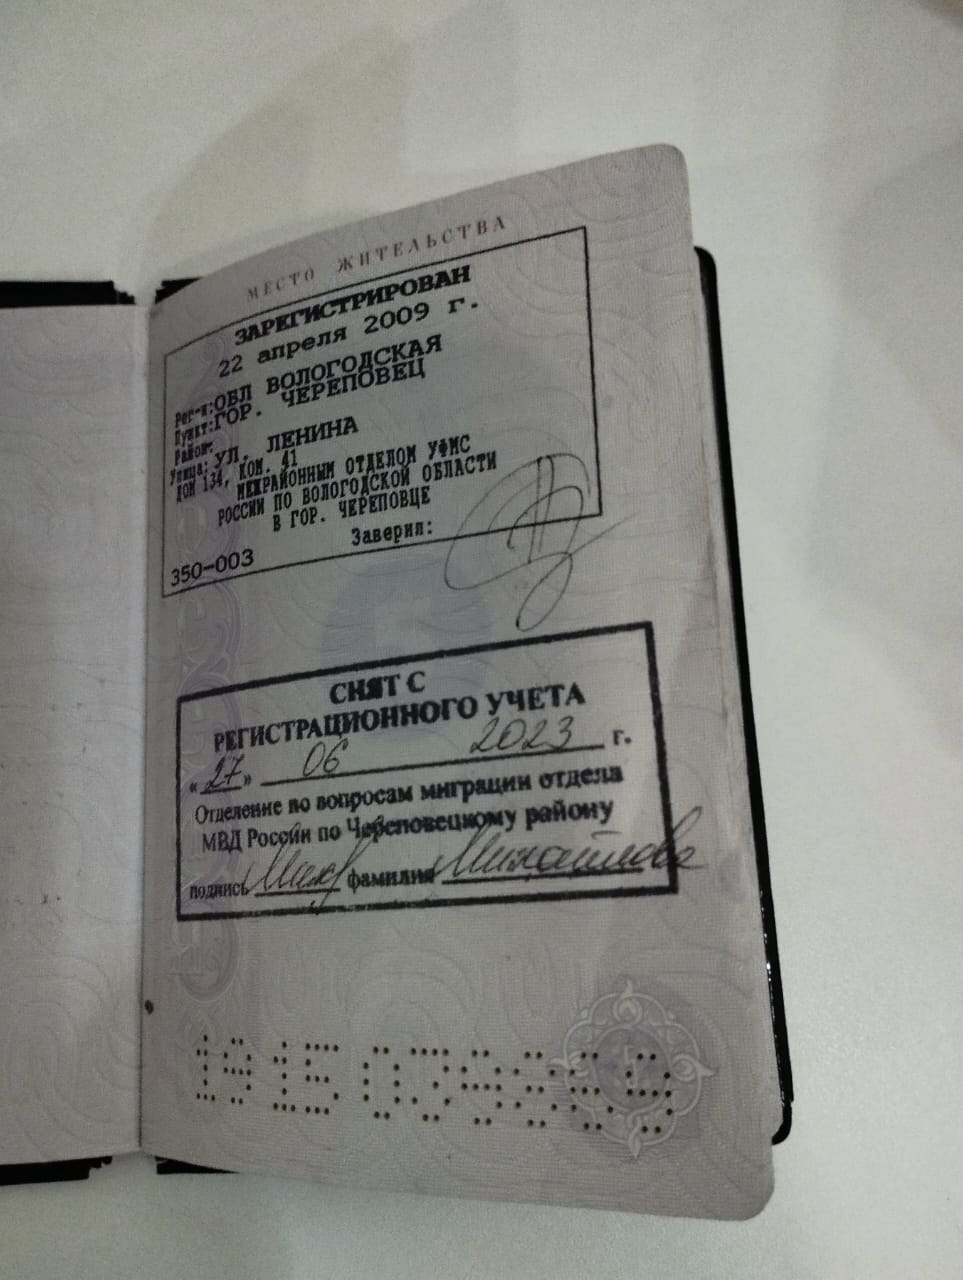 МЕСТО ЖИТЕЛЬСТВА
ЗАРЕГИСТРИРОВАН
22 апреля 2009 г.
Рег-н:ОБЛ ВОЛОГОДСКАЯ
Пункт:ГОР. ЧЕРЕПОВЕЦ
Район:
Улица: УЛ. ЛЕНИНА
ДОМ 134, КОМ. 41
МЕЖРАЙОННЫМ ОТДЕЛОМ УФМС
РОССИИ ПО ВОЛОГОДСКОЙ ОБЛАСТИ
В ГОР. ЧЕРЕПОВЦЕ
Заверил:
350-003
СНЯТ С
РЕГИСТРАЦИОННОГО УЧЕТА
«27» 06 2023 г.
Отделение по вопросам миграции отдела
МВД России по Череповецкому району
подпись фамилия Михайлова
19 15